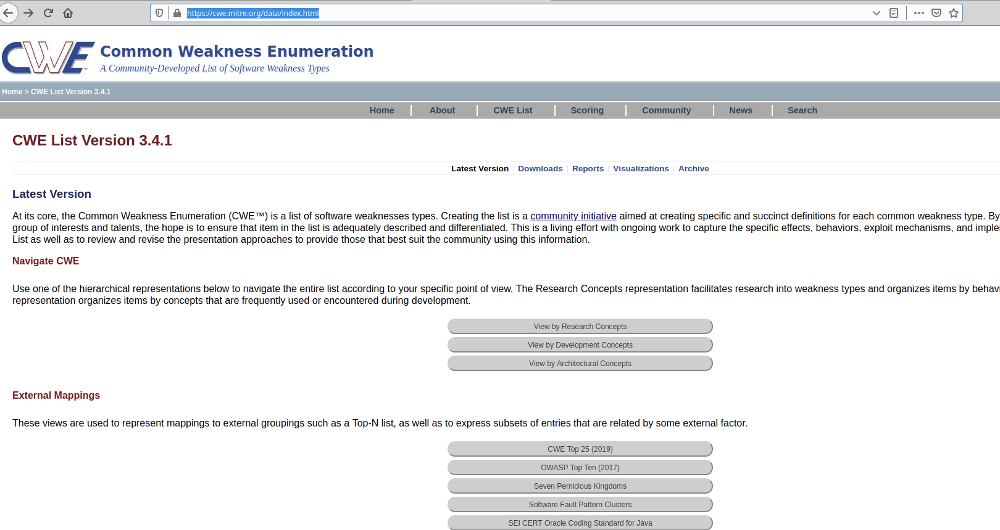 https://cwe.mitre.org/data/index.html
CWE™ Common Weakness Enumeration
A Community-Developed List of Software Weakness Types
Home > CWE List Version 3.4.1
Home About CWE List Scoring Community News Search
CWE List Version 3.4.1
Latest Version | Downloads | Reports | Visualizations | Archive
Latest Version
At its core, the Common Weakness Enumeration (CWE™) is a list of software weaknesses types. Creating the list is a community initiative aimed at creating specific and succinct definitions for each common weakness type. By
group of interests and talents, the hope is to ensure that item in the list is adequately described and differentiated. This is a living effort with ongoing work to capture the specific effects, behaviors, exploit mechanisms, and imple
List as well as to review and revise the presentation approaches to provide those that best suit the community using this information.
Navigate CWE
Use one of the hierarchical representations below to navigate the entire list according to your specific point of view. The Research Concepts representation facilitates research into weakness types and organizes items by behavi
representation organizes items by concepts that are frequently used or encountered during development.
View by Research Concepts
View by Development Concepts
View by Architectural Concepts
External Mappings
These views are used to represent mappings to external groupings such as a Top-N list, as well as to express subsets of entries that are related by some external factor.
CWE Top 25 (2019)
OWASP Top Ten (2017)
Seven Pernicious Kingdoms
Software Fault Pattern Clusters
SEI CERT Oracle Coding Standard for Java